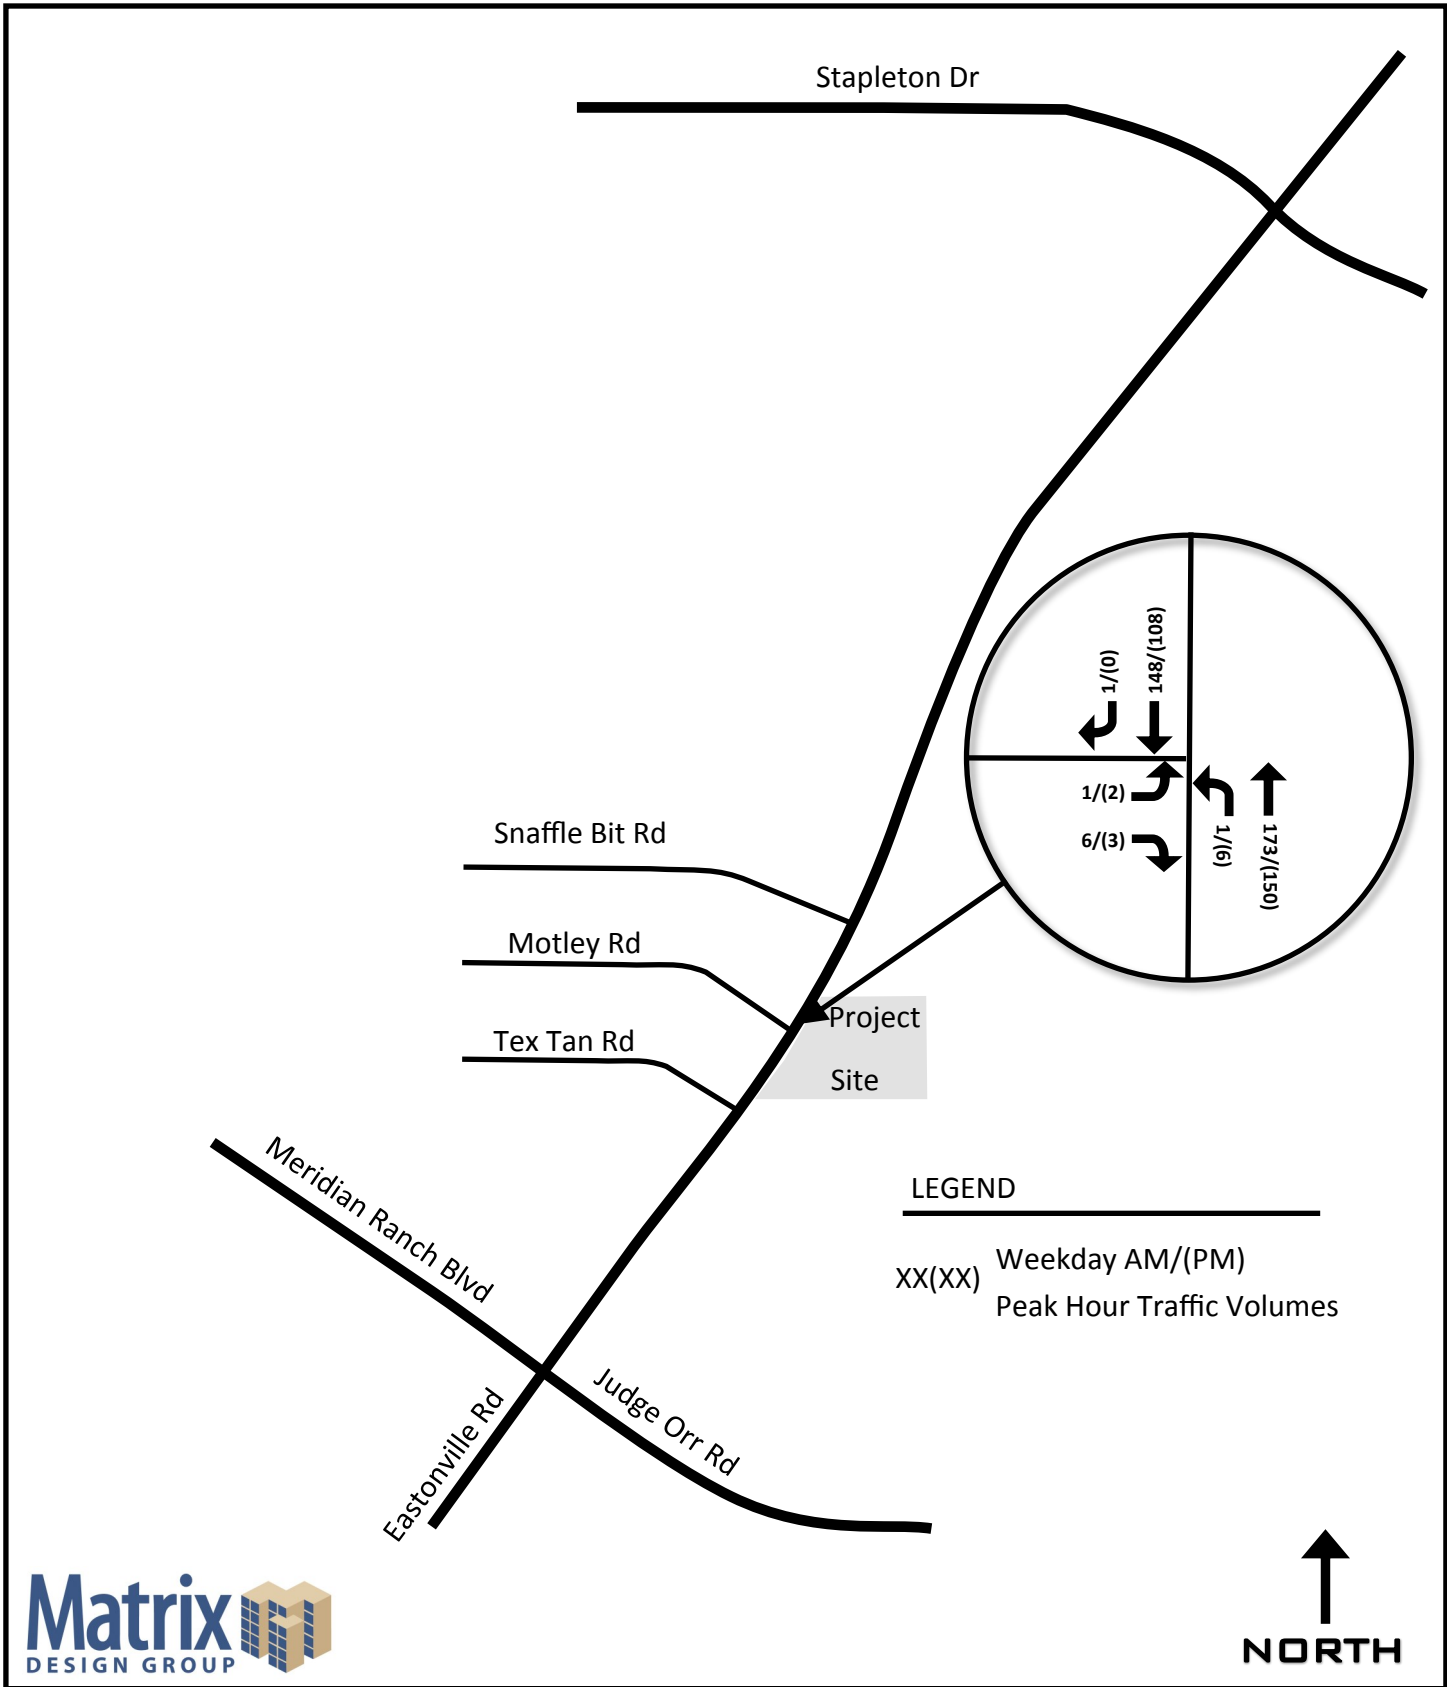 Stapleton Dr
1/(0)
148/(108)
1/(2)
6/(3)
1/(6)
173/(150)
Snaffle Bit Rd
Motley Rd
Tex Tan Rd
Project
Site
Meridian Ranch Blvd
Judge Orr Rd
Eastonville Rd
LEGEND
XX(XX)
Weekday AM/(PM)
Peak Hour Traffic Volumes
Matrix
DESIGN GROUP
NORTH